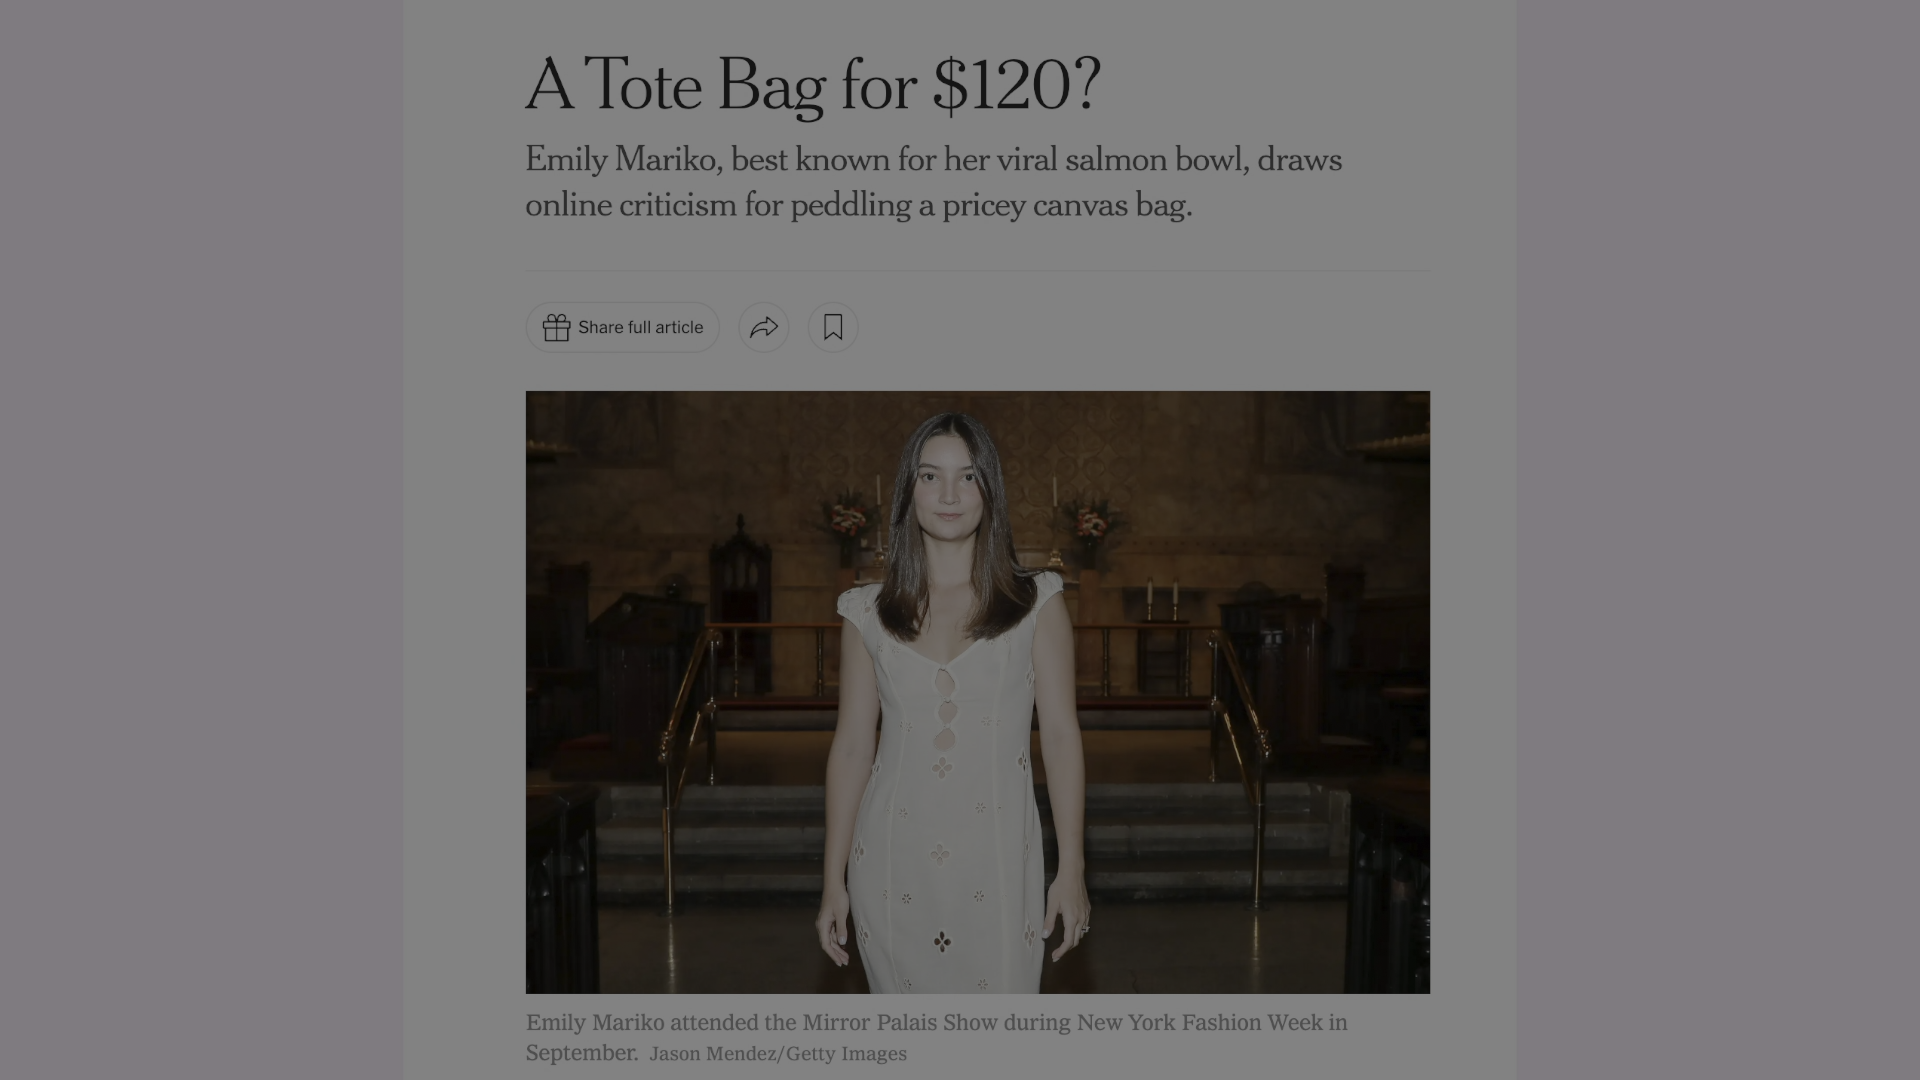 A Tote Bag for $120?
Emily Mariko, best known for her viral salmon bowl, draws
online criticism for peddling a pricey canvas bag.
Share full article
Emily Mariko attended the Mirror Palais Show during New York Fashion Week in
September. Jason Mendez/Getty Images